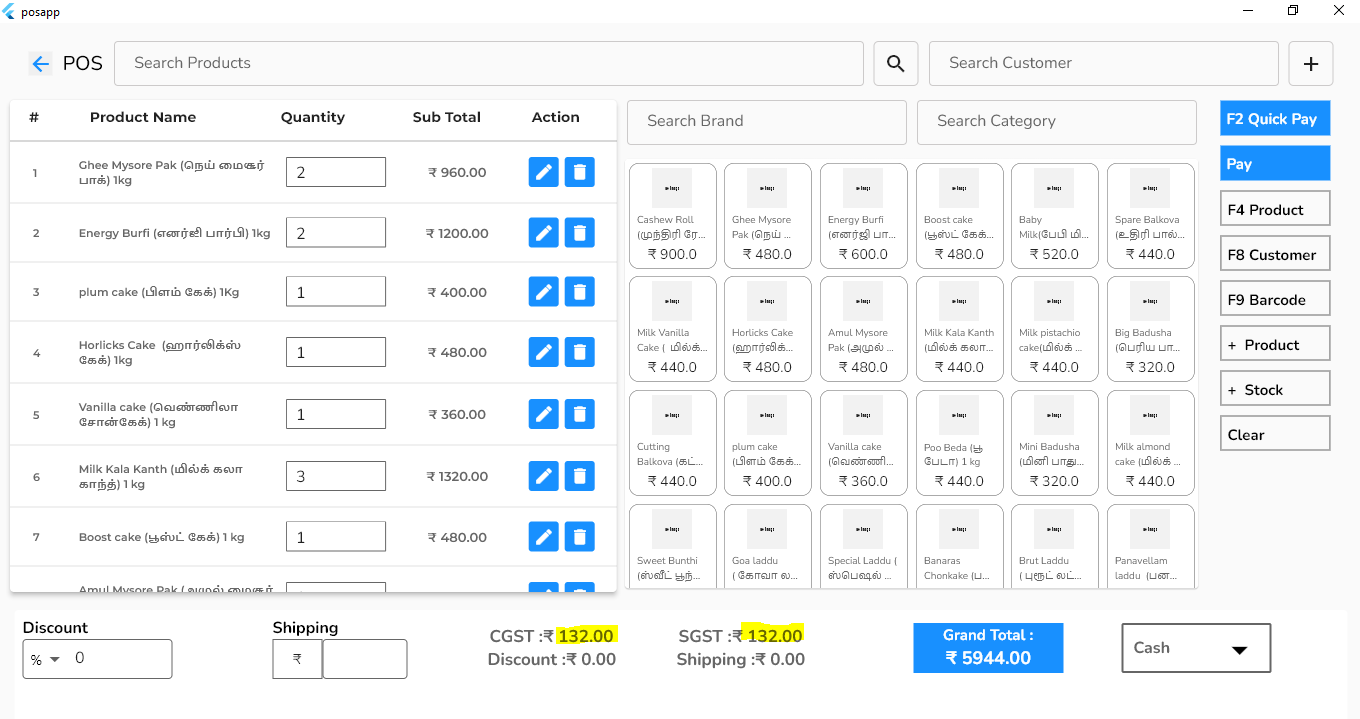 posapp
POS
Search Products
Search Customer
+
# Product Name Quantity Sub Total Action
1 Ghee Mysore Pak (நெய் மைசூர்
பாக்) 1kg
2
₹ 960.00
2 Energy Burfi (எனர்ஜி பார்பி) 1kg
2
₹ 1200.00
3 plum cake (பிளம் கேக்) 1Kg
1
₹ 400.00
4 Horlicks Cake (ஹார்லிக்ஸ்
கேக்) 1kg
1
₹ 480.00
5 Vanilla cake (வெண்ணிலா
சோன்கேக்) 1 kg
1
₹ 360.00
6 Milk Kala Kanth (மில்க் கலா
காந்த்) 1 kg
3
₹ 1320.00
7 Boost cake (பூஸ்ட் கேக்) 1 kg
1
₹ 480.00
Amul Mysore Pak (அமுல் மைசூர்
Search Brand
Search Category
Cashew Roll
(முந்திரி ரோ...
₹ 900.0
Ghee Mysore
Pak (நெய் ...
₹ 480.0
Energy Burfi
(எனர்ஜி பா...
₹ 600.0
Boost cake
(பூஸ்ட் கேக்...
₹ 480.0
Baby
Milk(பேபி மி...
₹ 520.0
Spare Balkova
(உதிரி பால்...
₹ 440.0
Milk Vanilla
Cake ( மில்க்...
₹ 440.0
Horlicks Cake
(ஹார்லிக்...
₹ 480.0
Amul Mysore
Pak (அமுல் ...
₹ 480.0
Milk Kala Kanth
(மில்க் கலா...
₹ 440.0
Milk pistachio
cake(மில்க் ...
₹ 440.0
Big Badusha
(பெரிய பா...
₹ 320.0
Cutting
Balkova (கட்...
₹ 440.0
plum cake
(பிளம் கேக்...
₹ 400.0
Vanilla cake
(வெண்ணி...
₹ 360.0
Poo Beda (பூ
பேடா) 1 kg
₹ 440.0
Mini Badusha
(மினி பாது...
₹ 320.0
Milk almond
cake (மில்க் ...
₹ 440.0
Sweet Bunthi
(ஸ்வீட் பூந்...
Goa laddu
( கோவா ல...
Special Laddu (
ஸ்பெஷல் ...
Banaras
Chonkake (ப...
Brut Laddu
( புரூட் லட்...
Panavellam
laddu (பன...
F2 Quick Pay
Pay
F4 Product
F8 Customer
F9 Barcode
+ Product
+ Stock
Clear
Discount
% 0
Shipping
₹
CGST :₹ 132.00
Discount :₹ 0.00
SGST :₹ 132.00
Shipping :₹ 0.00
Grand Total :
₹ 5944.00
Cash